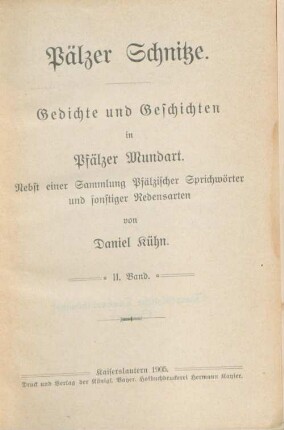 Pälzer Schnitze.
Gedichte und Geschichten
in
Pfälzer Mundart.
Nebst einer Sammlung Pfälzischer Sprichwörter
und sonstiger Redensarten
von
Daniel Kühn.
II. Band.
Kaiserslautern 1905.
Druck und Verlag der Königl. Bayer. Hofbuchdruckerei Hermann Kayser.